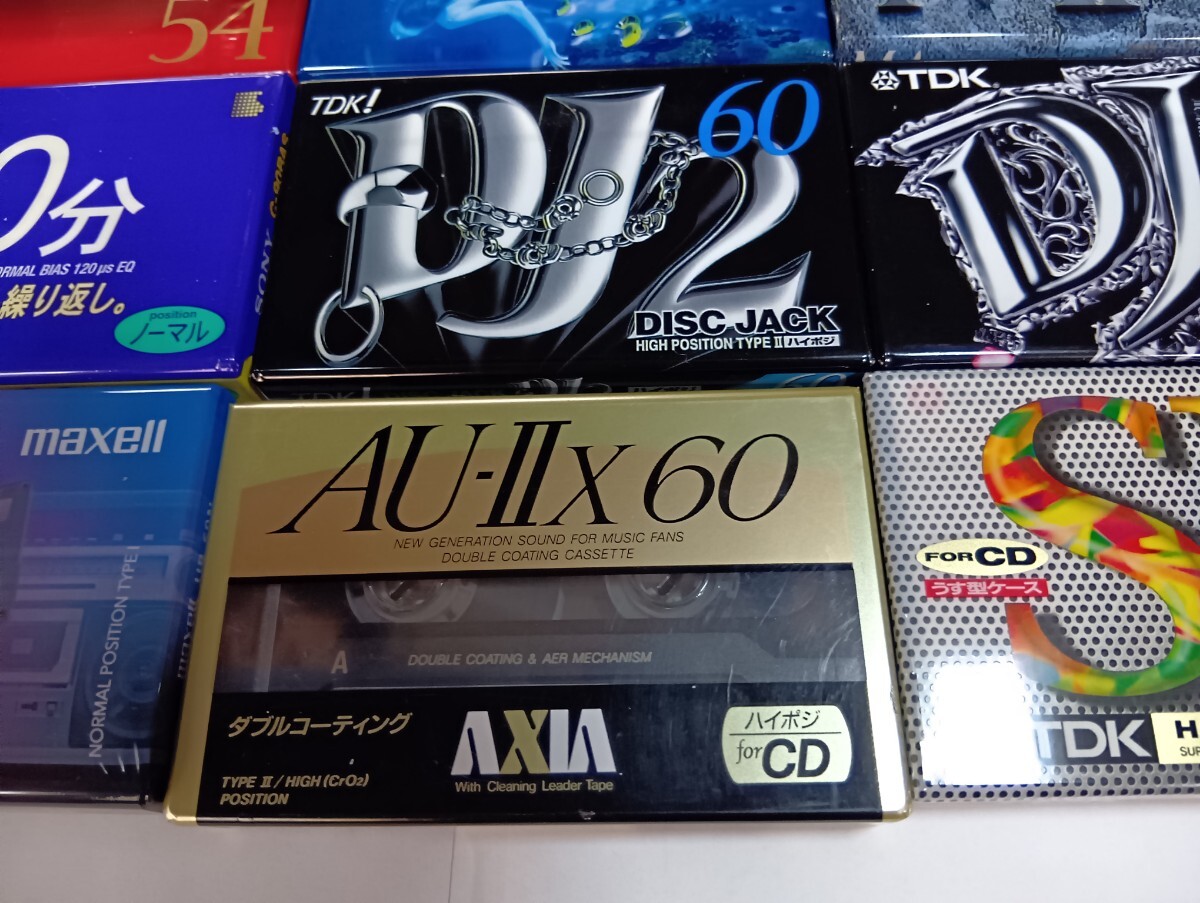 54
TDK!
DJ2
60
DISC JACK
HIGH POSITION TYPE II ハイポジ
TDK
DJ
0分
NORMAL BIAS 120 μs EQ
繰り返し。
position
ノーマル
SONY
maxell
NORMAL POSITION TYPE I
AU-IIx 60
NEW GENERATION SOUND FOR MUSIC FANS
DOUBLE COATING CASSETTE
A
DOUBLE COATING & AER MECHANISM
ダブルコーティング
TYPE II / HIGH (CrO2)
POSITION
AXIA
With Cleaning Leader Tape
ハイポジ
for CD
FOR CD
うす型ケース
S
TDK
H